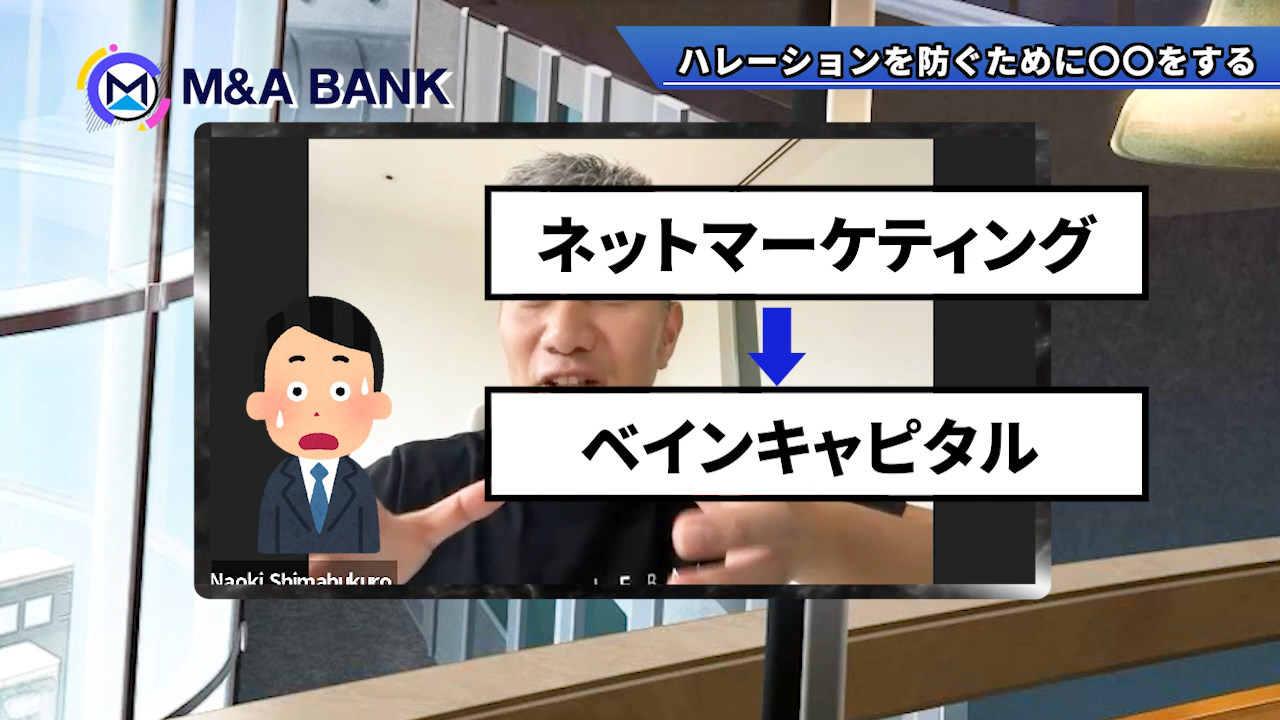 M&A BANK
ハレーションを防ぐために〇〇をする
ネットマーケティング
ベインキャピタル
Naoki Shimabukuro